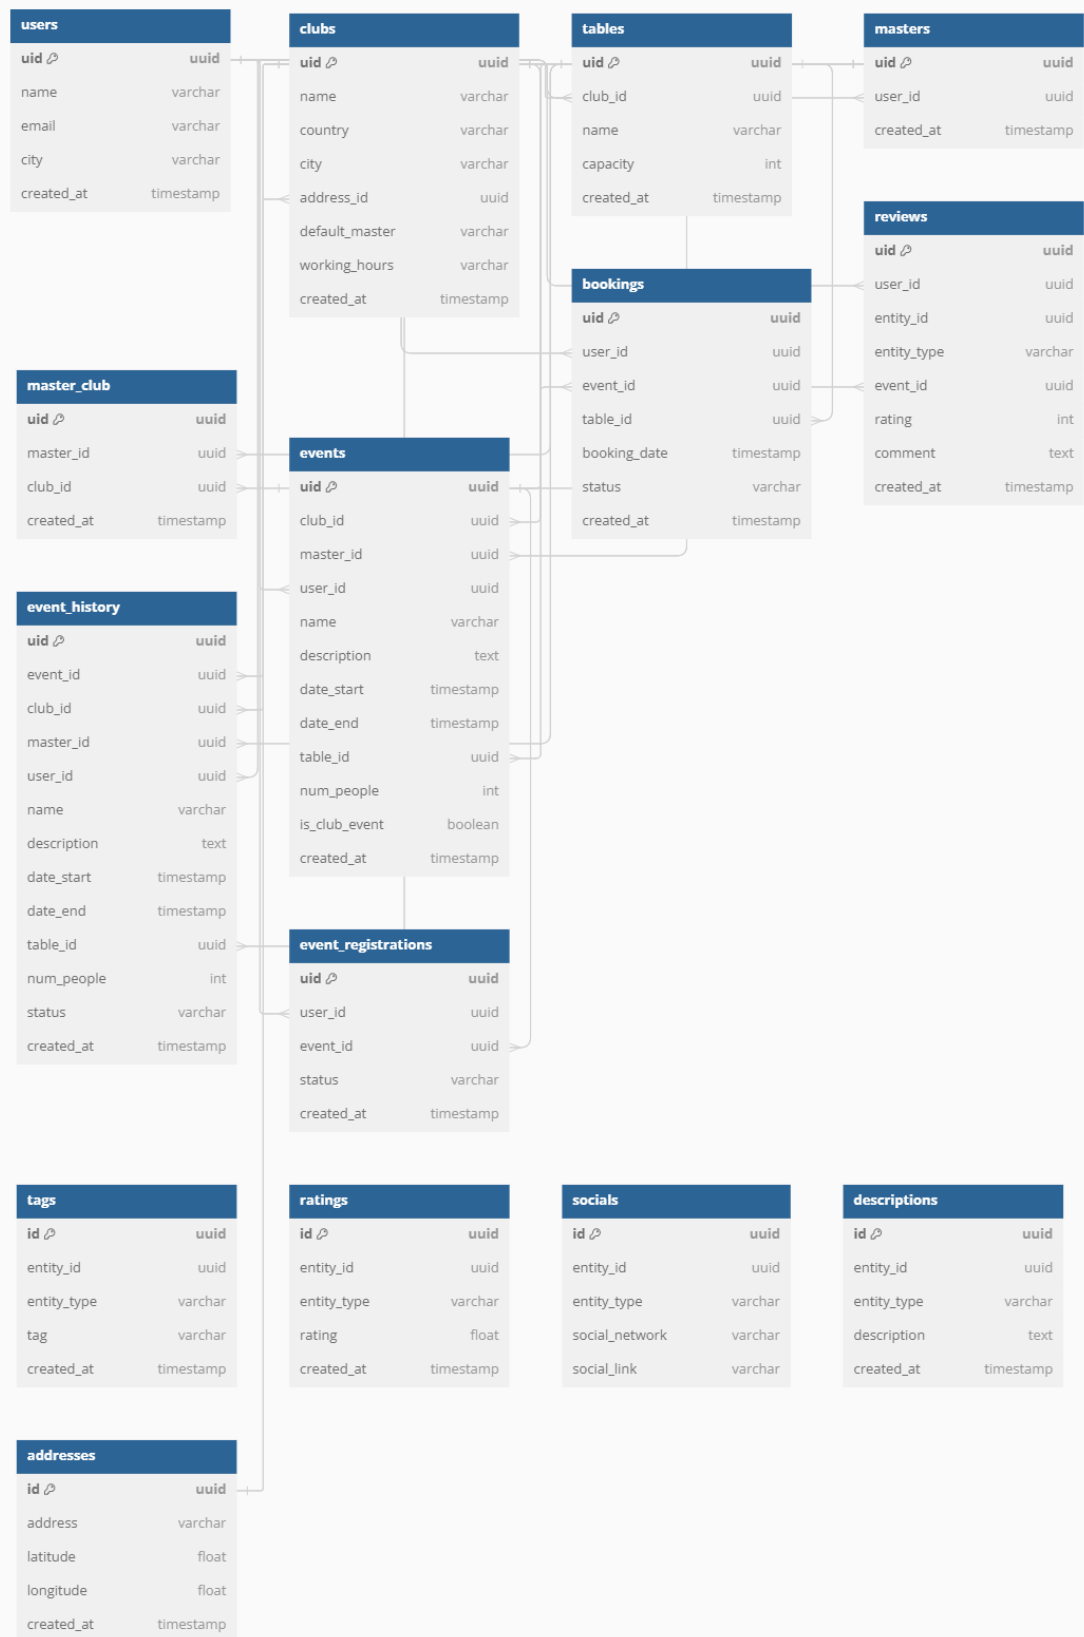 users
uid uuid
name varchar
email varchar
city varchar
created_at timestamp
clubs
uid uuid
name varchar
country varchar
city varchar
address_id uuid
default_master varchar
working_hours varchar
created_at timestamp
tables
uid uuid
club_id uuid
name varchar
capacity int
created_at timestamp
masters
uid uuid
user_id uuid
created_at timestamp
reviews
uid uuid
user_id uuid
entity_id uuid
entity_type varchar
event_id uuid
rating int
comment text
created_at timestamp
bookings
uid uuid
user_id uuid
event_id uuid
table_id uuid
booking_date timestamp
status varchar
created_at timestamp
master_club
uid uuid
master_id uuid
club_id uuid
created_at timestamp
events
uid uuid
club_id uuid
master_id uuid
user_id uuid
name varchar
description text
date_start timestamp
date_end timestamp
table_id uuid
num_people int
is_club_event boolean
created_at timestamp
event_history
uid uuid
event_id uuid
club_id uuid
master_id uuid
user_id uuid
name varchar
description text
date_start timestamp
date_end timestamp
table_id uuid
num_people int
status varchar
created_at timestamp
event_registrations
uid uuid
user_id uuid
event_id uuid
status varchar
created_at timestamp
tags
id uuid
entity_id uuid
entity_type varchar
tag varchar
created_at timestamp
ratings
id uuid
entity_id uuid
entity_type varchar
rating float
created_at timestamp
socials
id uuid
entity_id uuid
entity_type varchar
social_network varchar
social_link varchar
descriptions
id uuid
entity_id uuid
entity_type varchar
description text
created_at timestamp
addresses
id uuid
address varchar
latitude float
longitude float
created_at timestamp